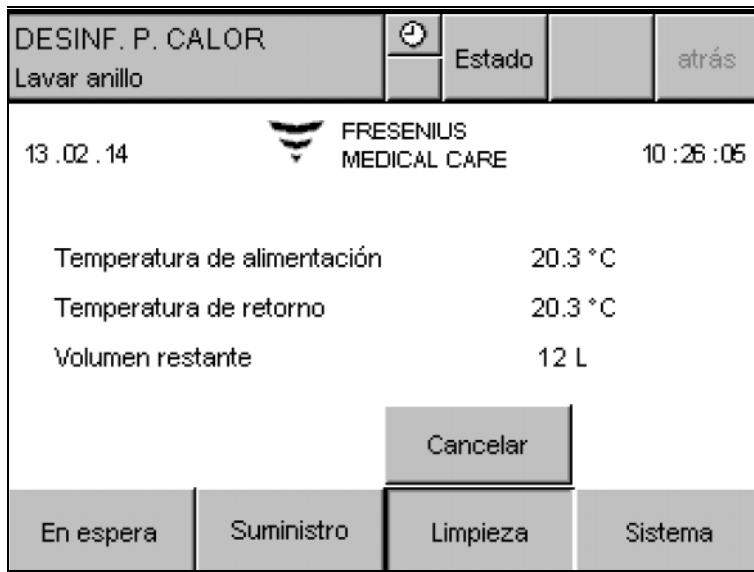 DESINF. P. CALOR
Lavar anillo
Estado
atrás
13.02.14
FRESENIUS
MEDICAL CARE
10:26:05
Temperatura de alimentación 20.3 °C
Temperatura de retorno 20.3 °C
Volumen restante 12 L
Cancelar
En espera
Suministro
Limpieza
Sistema